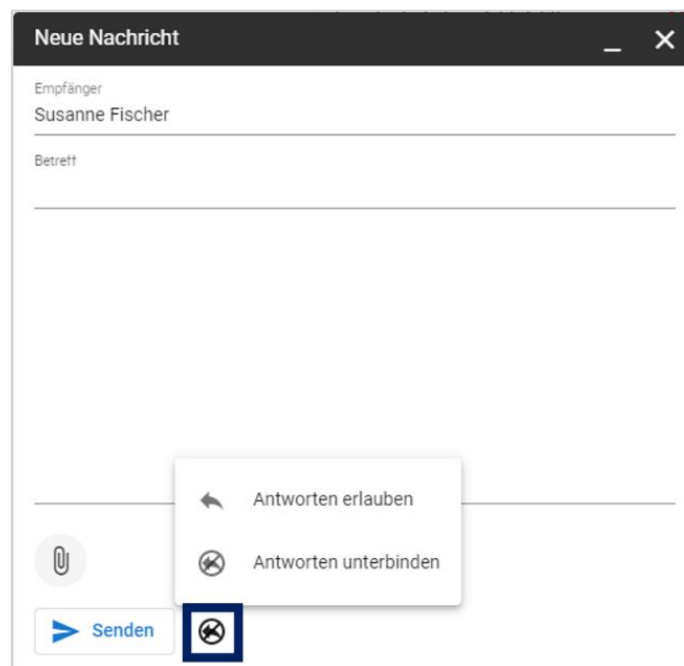 Neue Nachricht
Empfänger
Susanne Fischer
Betreff
Antworten erlauben
Antworten unterbinden
Senden